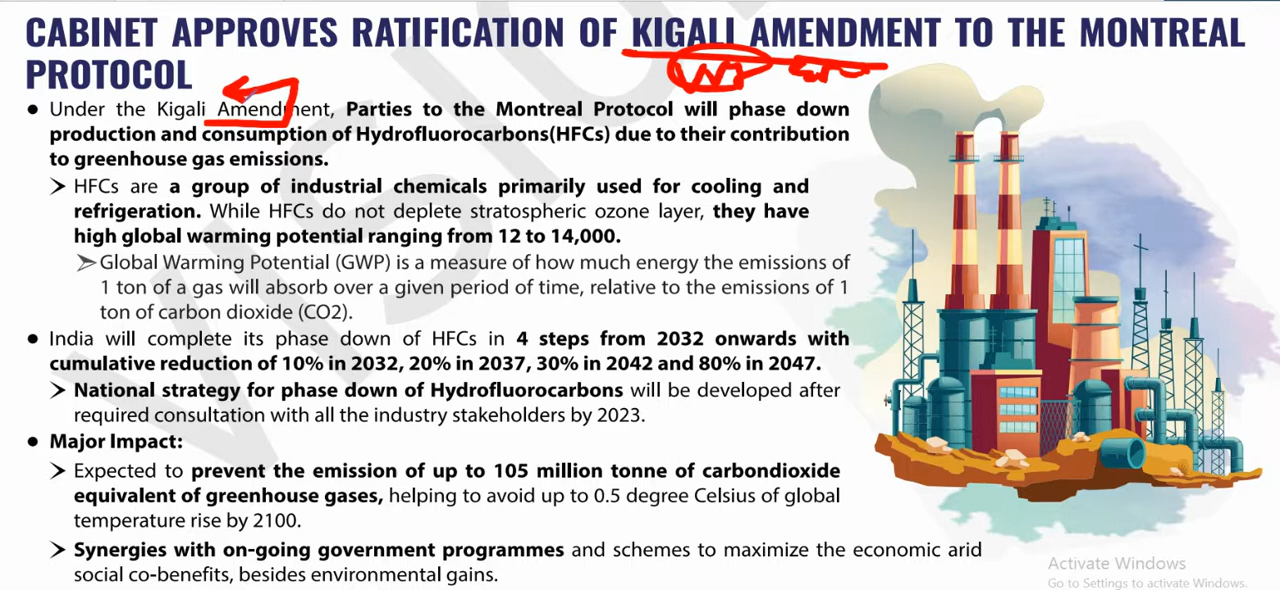 CABINET APPROVES RATIFICATION OF KIGALI AMENDMENT TO THE MONTREAL
PROTOCOL
● Under the Kigali Amendment, Parties to the Montreal Protocol will phase down
production and consumption of Hydrofluorocarbons(HFCs) due to their contribution
to greenhouse gas emissions.
➤ HFCs are a group of industrial chemicals primarily used for cooling and
refrigeration. While HFCs do not deplete stratospheric ozone layer, they have
high global warming potential ranging from 12 to 14,000.
➤ Global Warming Potential (GWP) is a measure of how much energy the emissions of
1 ton of a gas will absorb over a given period of time, relative to the emissions of 1
ton of carbon dioxide (CO2).
● India will complete its phase down of HFCs in 4 steps from 2032 onwards with
cumulative reduction of 10% in 2032, 20% in 2037, 30% in 2042 and 80% in 2047.
➤ National strategy for phase down of Hydrofluorocarbons will be developed after
required consultation with all the industry stakeholders by 2023.
● Major Impact:
➤ Expected to prevent the emission of up to 105 million tonne of carbondioxide
equivalent of greenhouse gases, helping to avoid up to 0.5 degree Celsius of global
temperature rise by 2100.
➤ Synergies with on-going government programmes and schemes to maximize the economic arid
social co-benefits, besides environmental gains.
Activate Windows
Go to Settings to activate Windows.